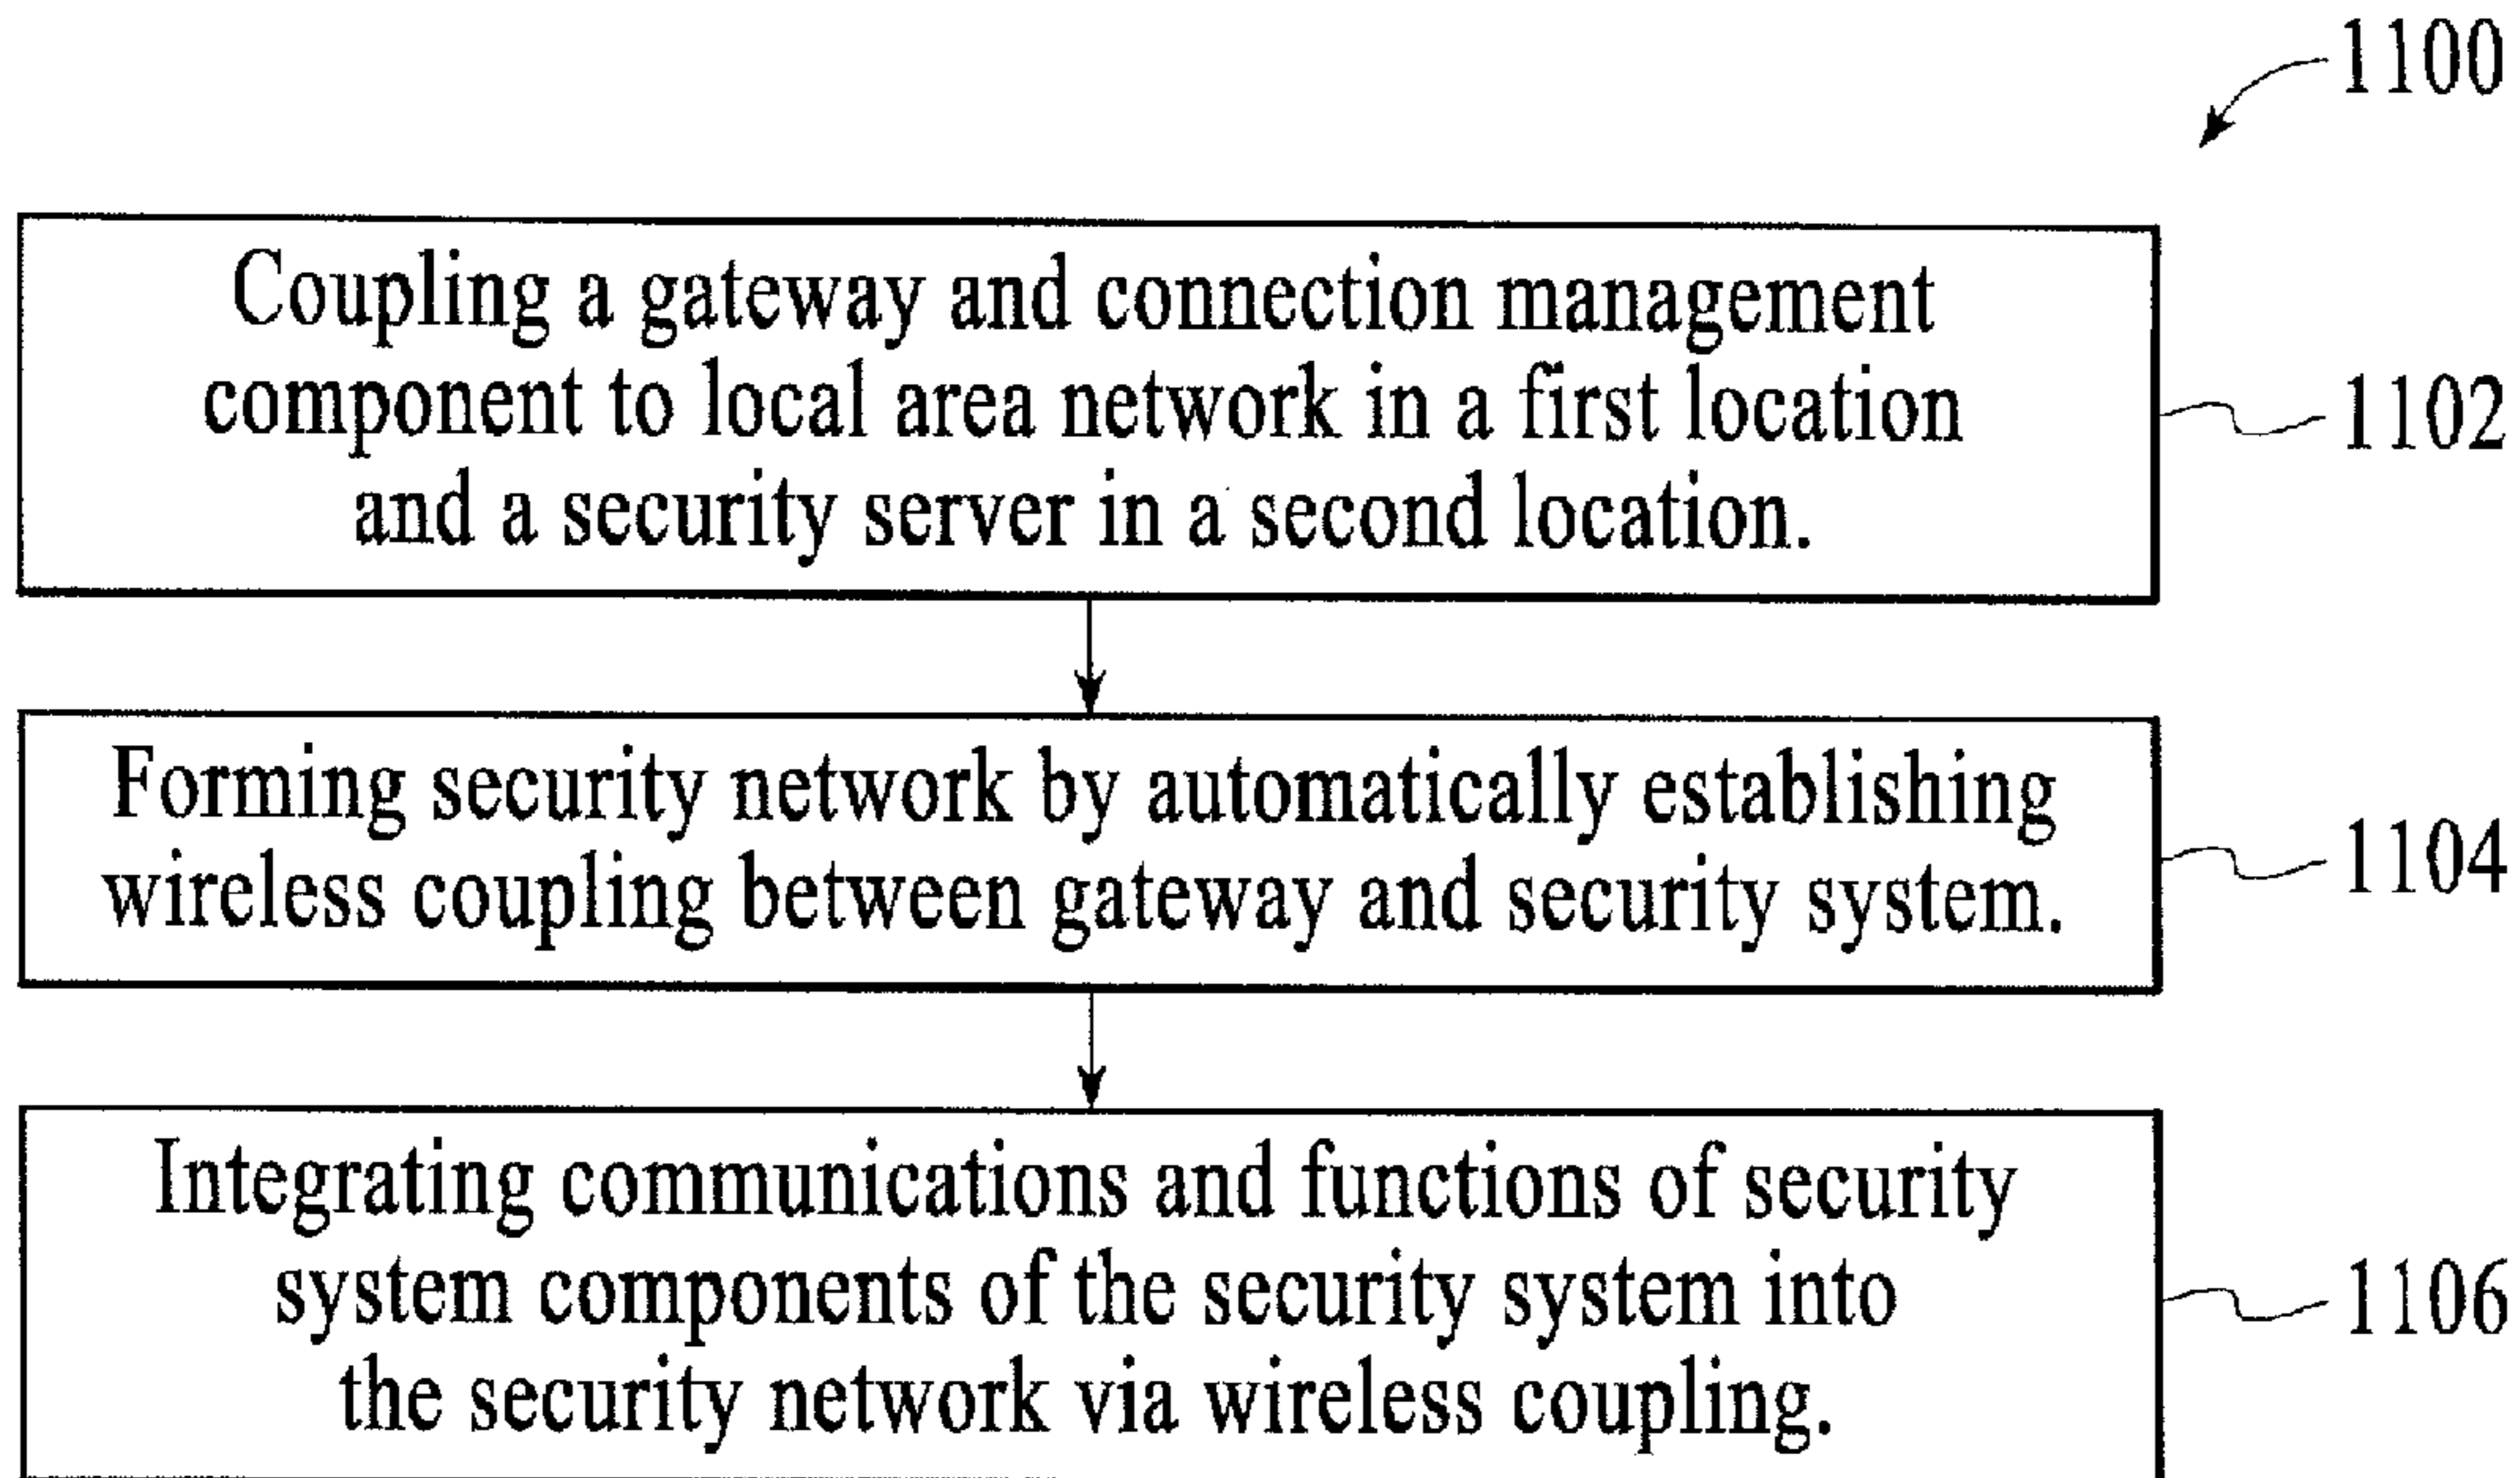 1100
Coupling a gateway and connection management
component to local area network in a first location
and a security server in a second location.
1102
Forming security network by automatically establishing
wireless coupling between gateway and security system.
1104
Integrating communications and functions of security
system components of the security system into
the security network via wireless coupling.
1106